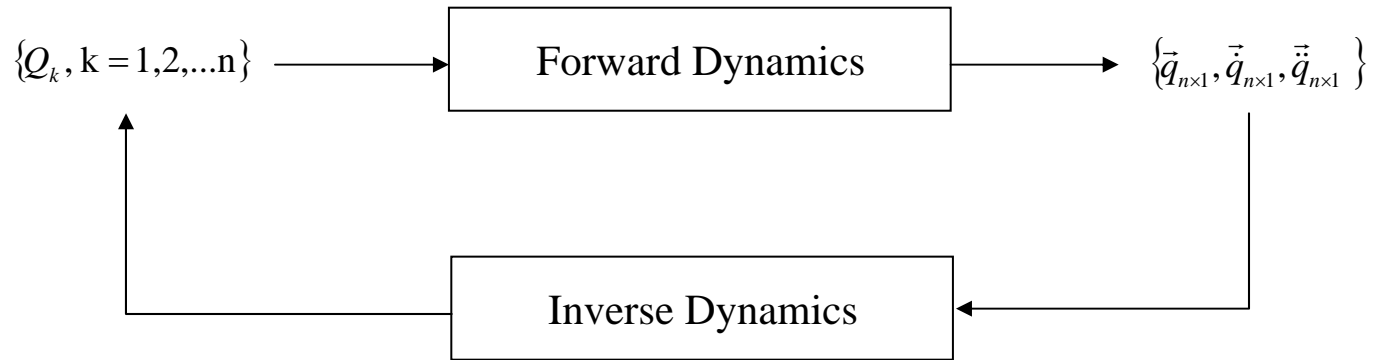 {Q_k, k = 1,2,...n}
Forward Dynamics
{q⃗_{n×1}, q̇⃗_{n×1}, q̈⃗_{n×1}}
Inverse Dynamics